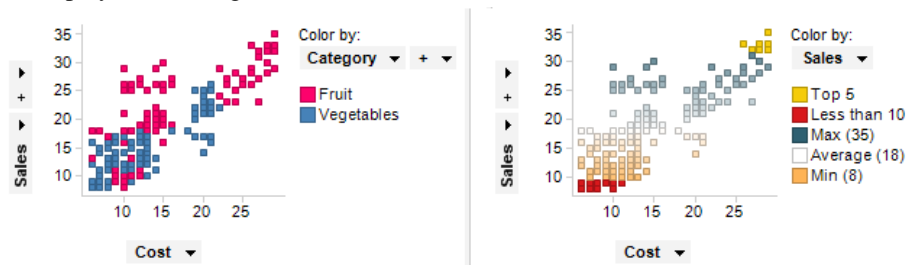 Color by:
Category +
Fruit
Vegetables
35
30
25
20
15
10
10 15 20 25
+
Sales
Cost
Color by:
Sales
Top 5
Less than 10
Max (35)
Average (18)
Min (8)
35
30
25
20
15
10
10 15 20 25
+
Sales
Cost